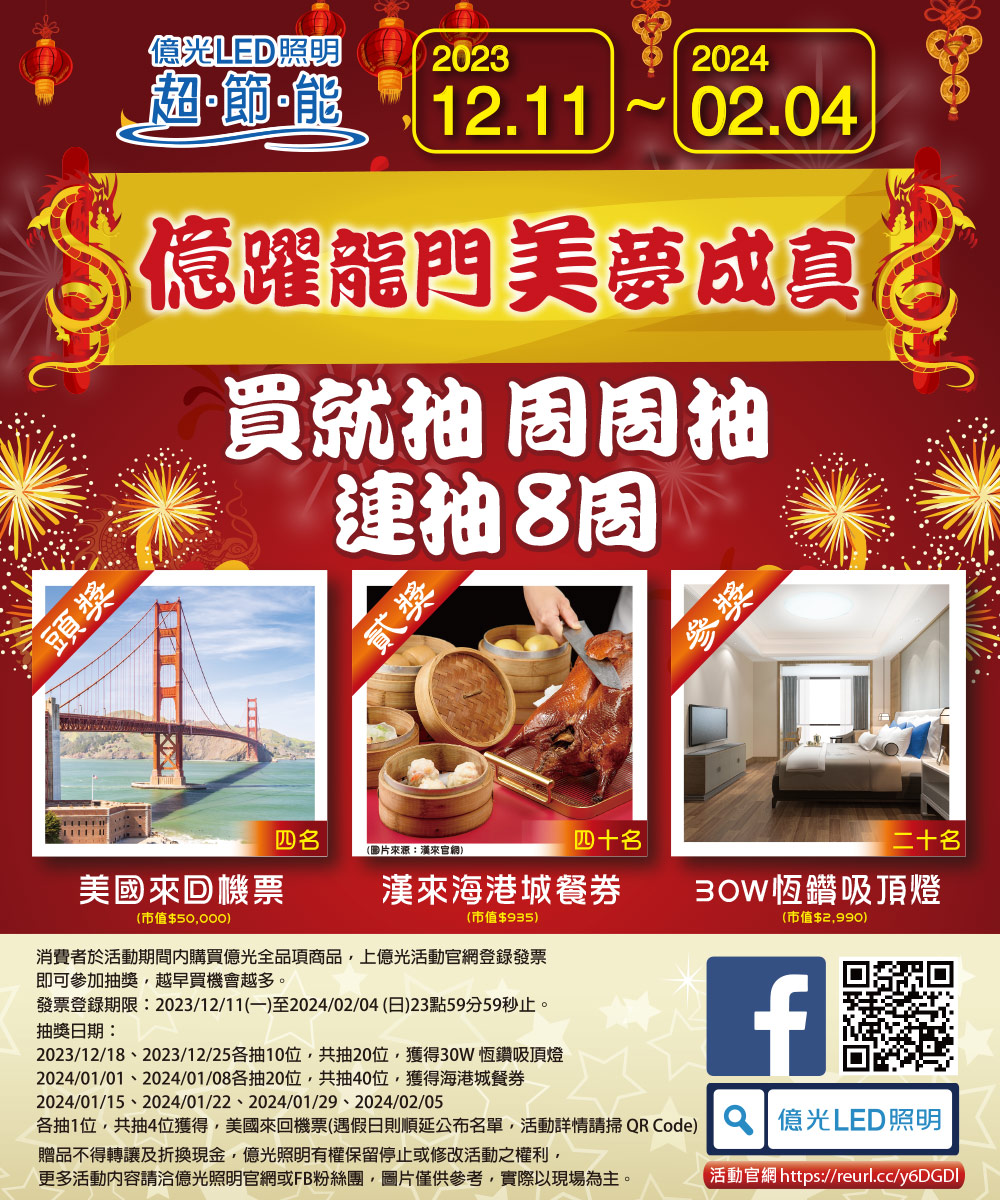 億光LED照明
超·節·能
2023
12.11
~
2024
02.04
億躍龍門美夢成真
買就抽 周周抽
連抽8周
頭獎
四名
美國來回機票
(市值$50,000)
貳獎
(圖片來源：漢來官網)
四十名
漢來海港城餐券
(市值$935)
參獎
二十名
30W恆鑽吸頂燈
(市值$2,990)
消費者於活動期間內購買億光全品項商品，上億光活動官網登錄發票
即可參加抽獎，越早買機會越多。
發票登錄期限：2023/12/11(一)至2024/02/04 (日)23點59分59秒止。
抽獎日期：
2023/12/18、2023/12/25各抽10位，共抽20位，獲得30W 恆鑽吸頂燈
2024/01/01、2024/01/08各抽20位，共抽40位，獲得海港城餐券
2024/01/15、2024/01/22、2024/01/29、2024/02/05
各抽1位，共抽4位獲得，美國來回機票(遇假日則順延公布名單，活動詳情請掃 QR Code)
贈品不得轉讓及折換現金，億光照明有權保留停止或修改活動之權利，
更多活動內容請洽億光照明官網或FB粉絲團，圖片僅供參考，實際以現場為主。
f
億光LED照明
活動官網 https://reurl.cc/y6DGDl